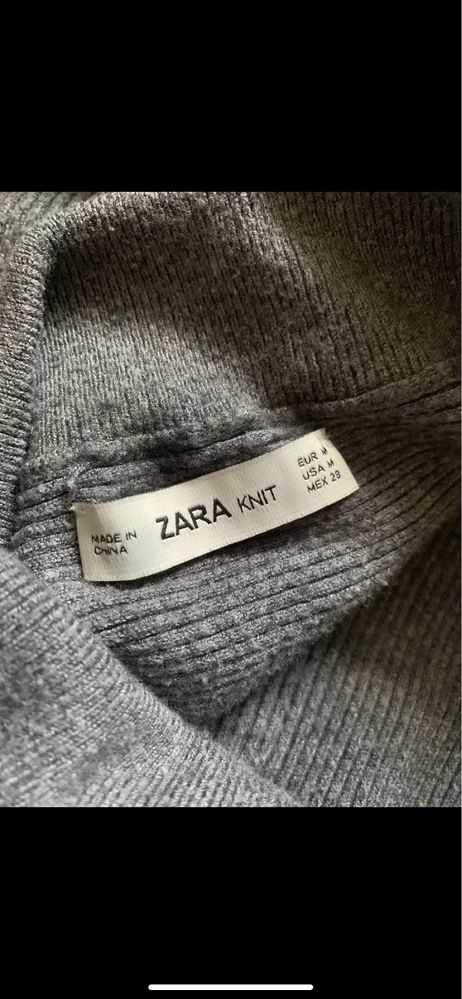 MADE IN
CHINA
ZARA KNIT
EUR M
USA M
MEX 28